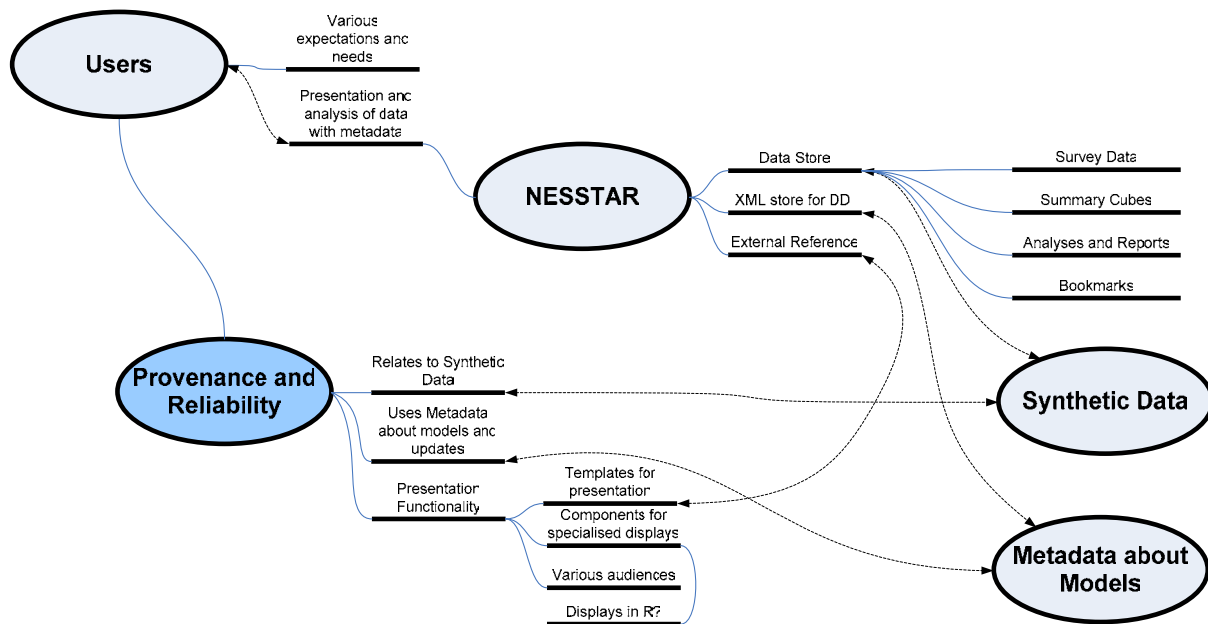 Various
expectations and
needs
Users
Presentation and
analysis of data
with metadata
NESSTAR
Data Store
XML store for DD
External Reference
Survey Data
Summary Cubes
Analyses and Reports
Bookmarks
Provenance and
Reliability
Relates to Synthetic
Data
Uses Metadata
about models and
updates
Presentation
Functionality
Templates for
presentation
Components for
specialised displays
Various audiences
Displays in R?
Synthetic Data
Metadata about
Models